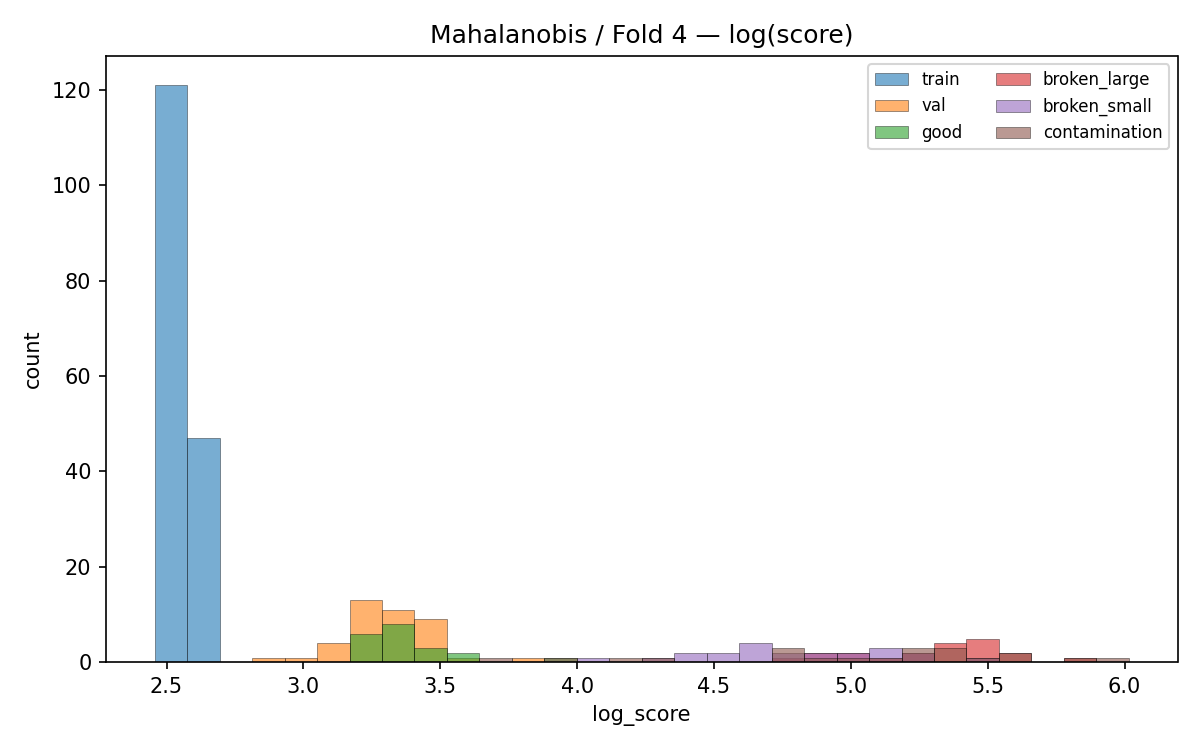 Mahalanobis / Fold 4 — log(score)
train
val
good
broken_large
broken_small
contamination
120
100
80
60
40
20
0
count
2.5 3.0 3.5 4.0 4.5 5.0 5.5 6.0
log_score